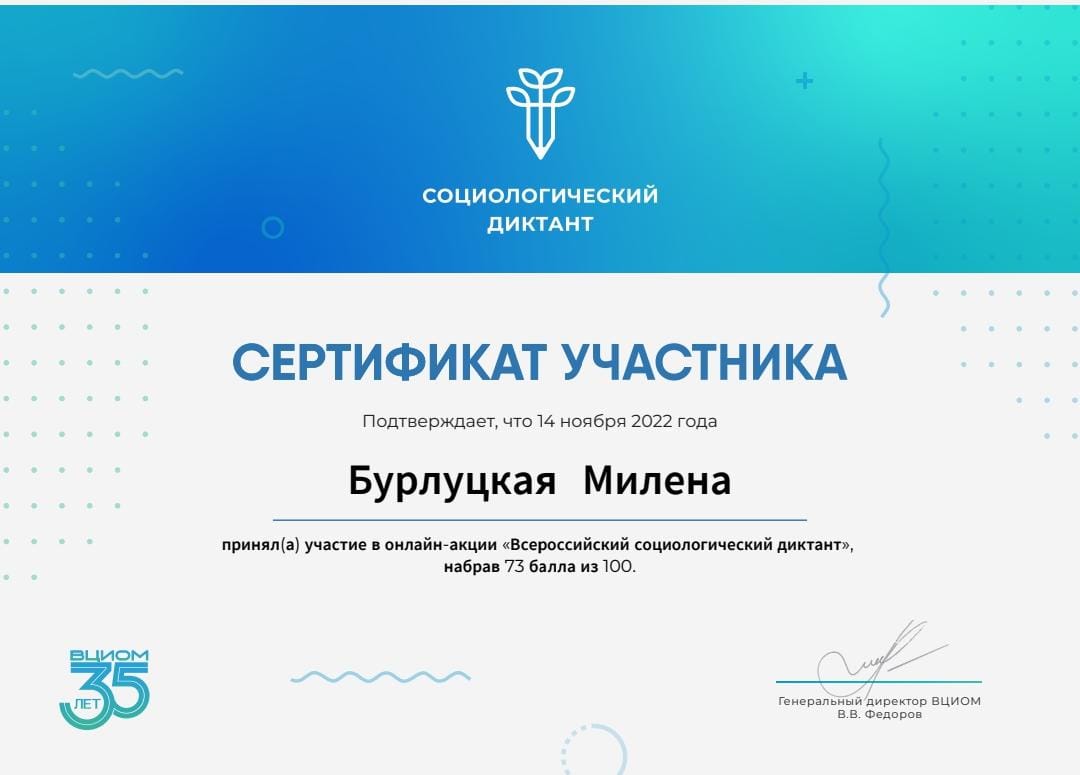 СОЦИОЛОГИЧЕСКИЙ
ДИКТАНТ
СЕРТИФИКАТ УЧАСТНИКА
Подтверждает, что 14 ноября 2022 года
Бурлуцкая Милена
принял(а) участие в онлайн-акции «Всероссийский социологический диктант»,
набрав 73 балла из 100.
ВЦИОМ
35
ЛЕТ
Генеральный директор ВЦИОМ
В.В. Федоров